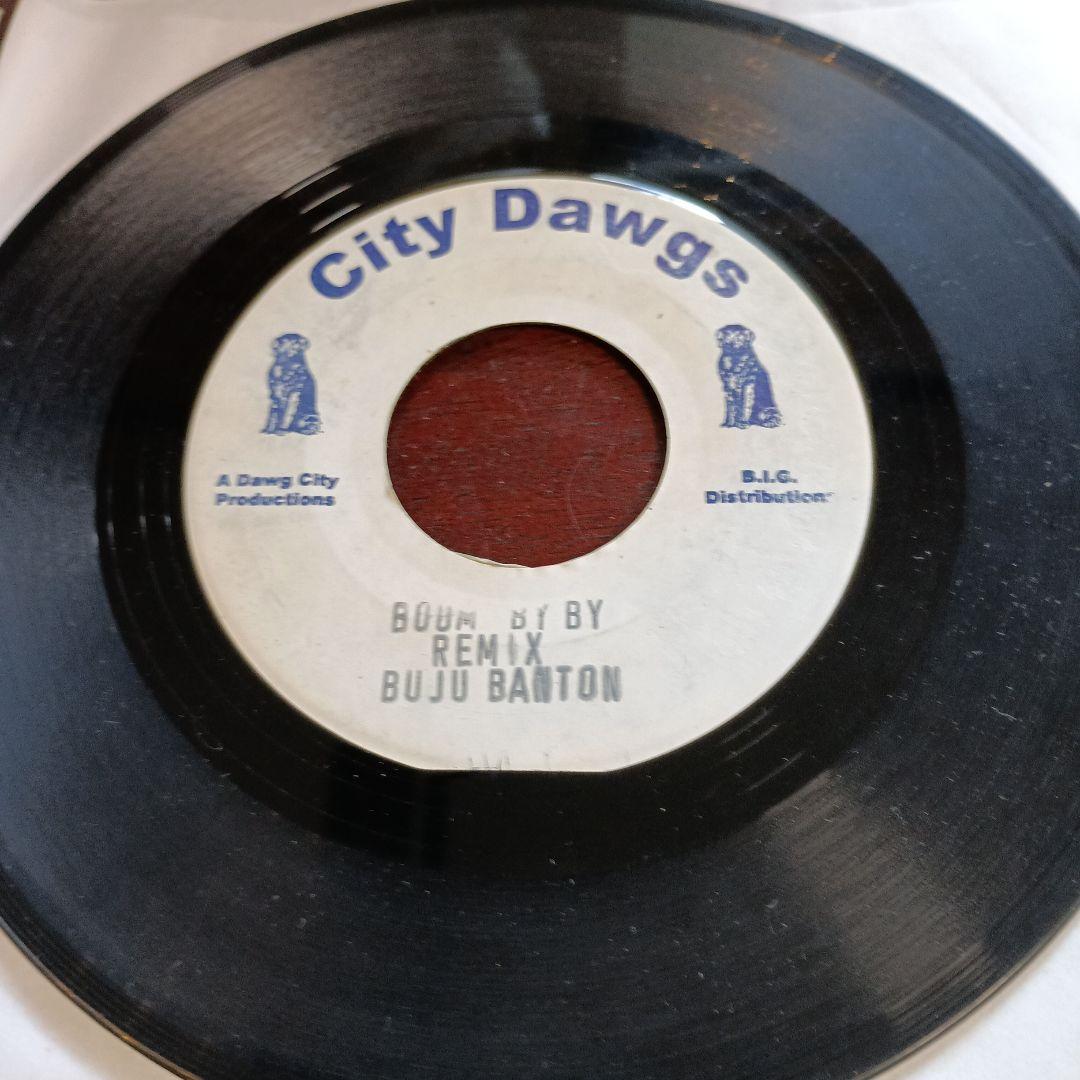 City Dawgs
A Dawg City
Productions
B.I.G.
Distribution
BOOM BY BY
REMIX
BUJU BANTON